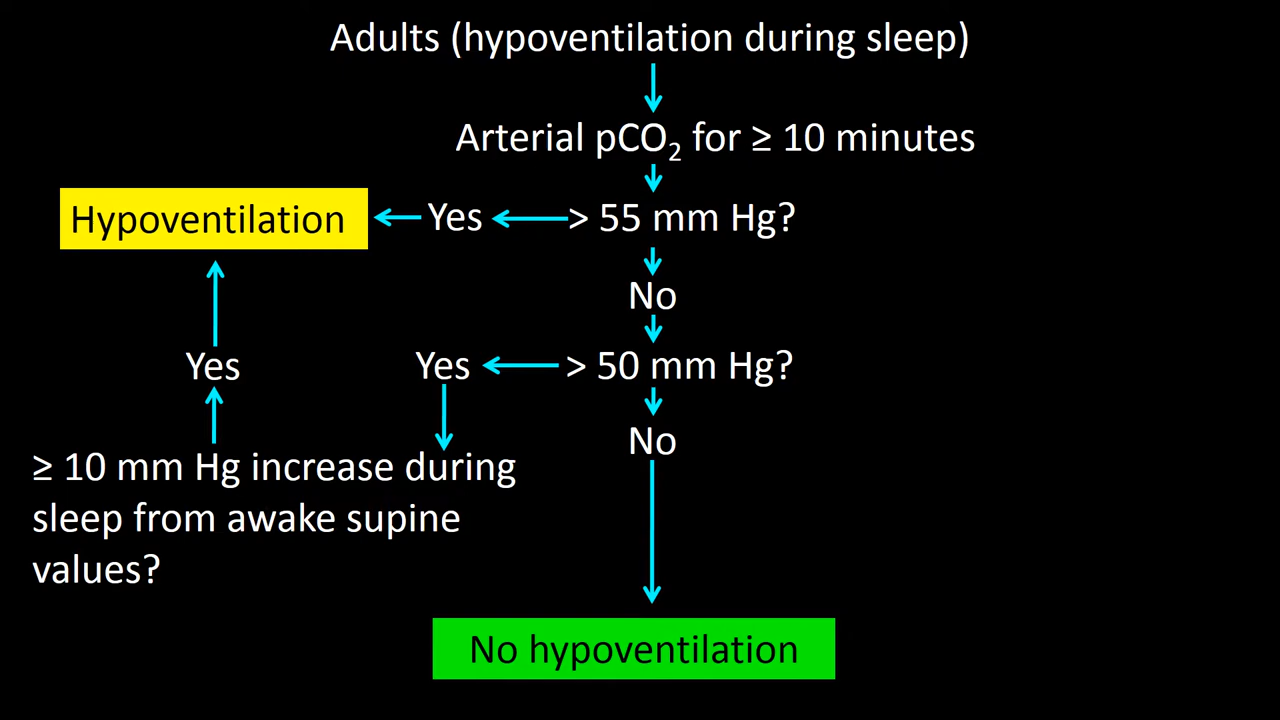 Adults (hypoventilation during sleep)
Arterial pCO₂ for ≥ 10 minutes
Hypoventilation
Yes
> 55 mm Hg?
No
Yes
Yes
> 50 mm Hg?
No
≥ 10 mm Hg increase during
sleep from awake supine
values?
No hypoventilation